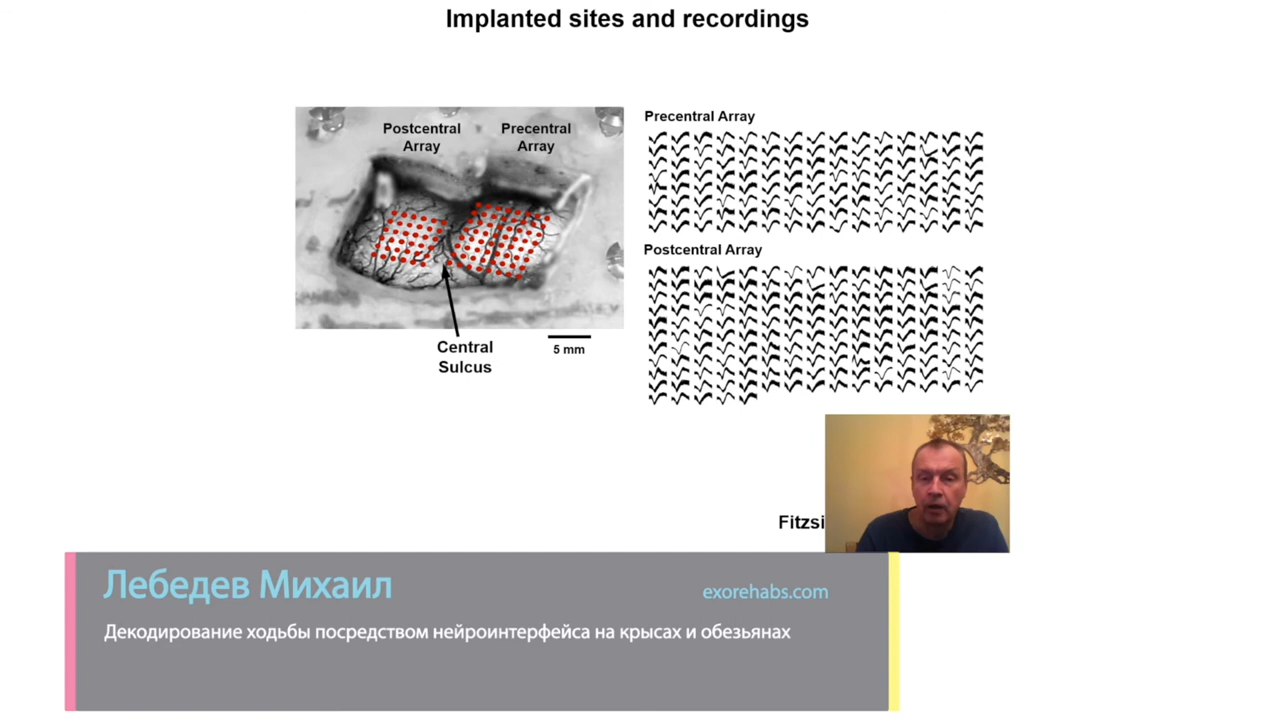 Implanted sites and recordings
Postcentral
Array
Precentral
Array
Central
Sulcus
5 mm
Precentral Array
Postcentral Array
Fitzsi
Лебедев Михаил
exorehabs.com
Декодирование ходьбы посредством нейроинтерфейса на крысах и обезьянах